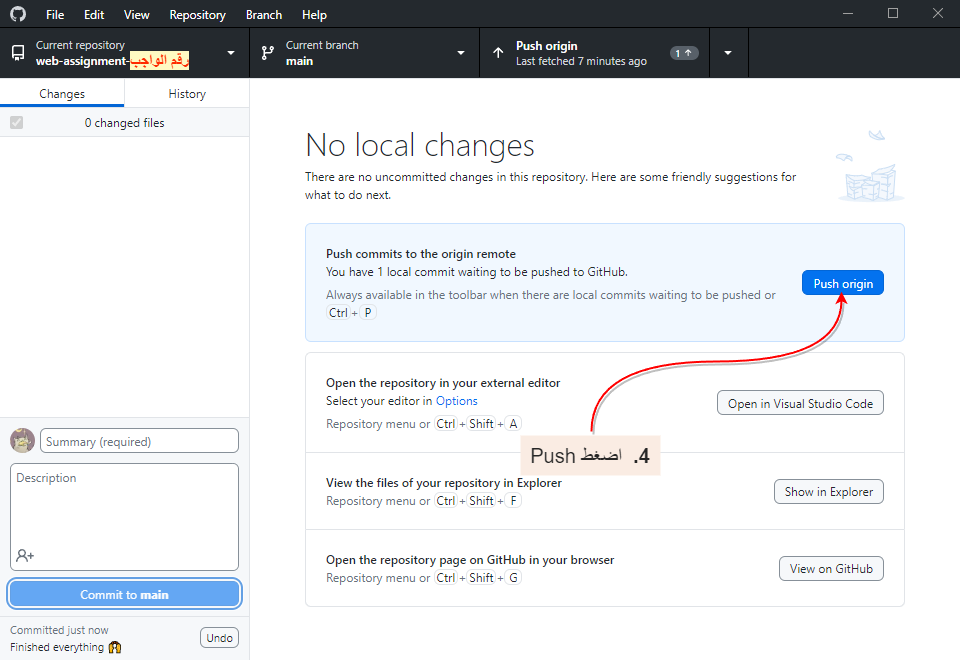 File Edit View Repository Branch Help
Current repository
web-assignment-رقم الواجب
Current branch
main
Push origin
Last fetched 7 minutes ago
1
Changes
History
0 changed files
No local changes
There are no uncommitted changes in this repository. Here are some friendly suggestions for
what to do next.
Push commits to the origin remote
You have 1 local commit waiting to be pushed to GitHub.
Always available in the toolbar when there are local commits waiting to be pushed or
Ctrl + P
Push origin
Open the repository in your external editor
Select your editor in Options
Repository menu or Ctrl + Shift + A
Open in Visual Studio Code
4. اضغط Push
View the files of your repository in Explorer
Repository menu or Ctrl + Shift + F
Show in Explorer
Open the repository page on GitHub in your browser
Repository menu or Ctrl + Shift + G
View on GitHub
Summary (required)
Description
Commit to main
Committed just now
Finished everything
Undo